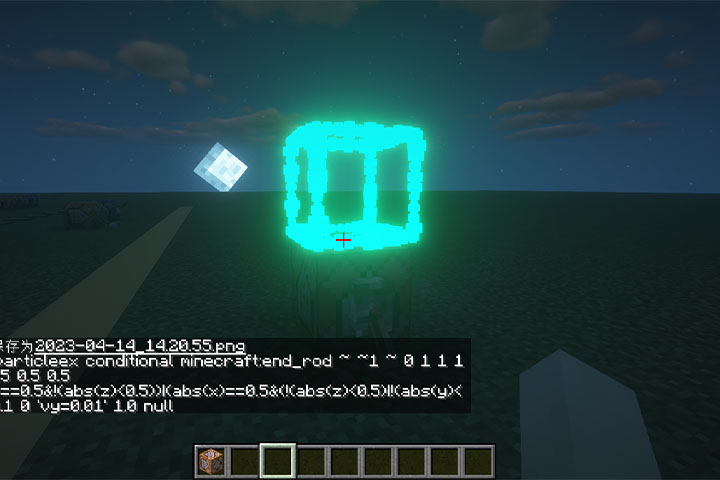 保存为2023-04-14_14.20.55.png
particleex conditional minecraft:end_rod ~ ~1 ~ 0 1 1 1
.5 0.5 0.5
==0.5&!(abs(z)<0.5))|(abs(x)==0.5&(!(abs(z)<0.5)|!(abs(y)<
.1 0 'vy=0.01' 1.0 null